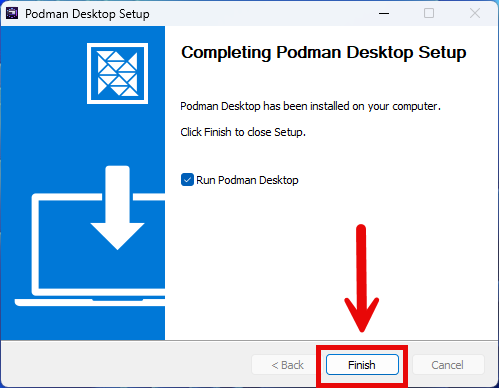 Podman Desktop Setup
Completing Podman Desktop Setup
Podman Desktop has been installed on your computer.
Click Finish to close Setup.
Run Podman Desktop
< Back
Finish
Cancel